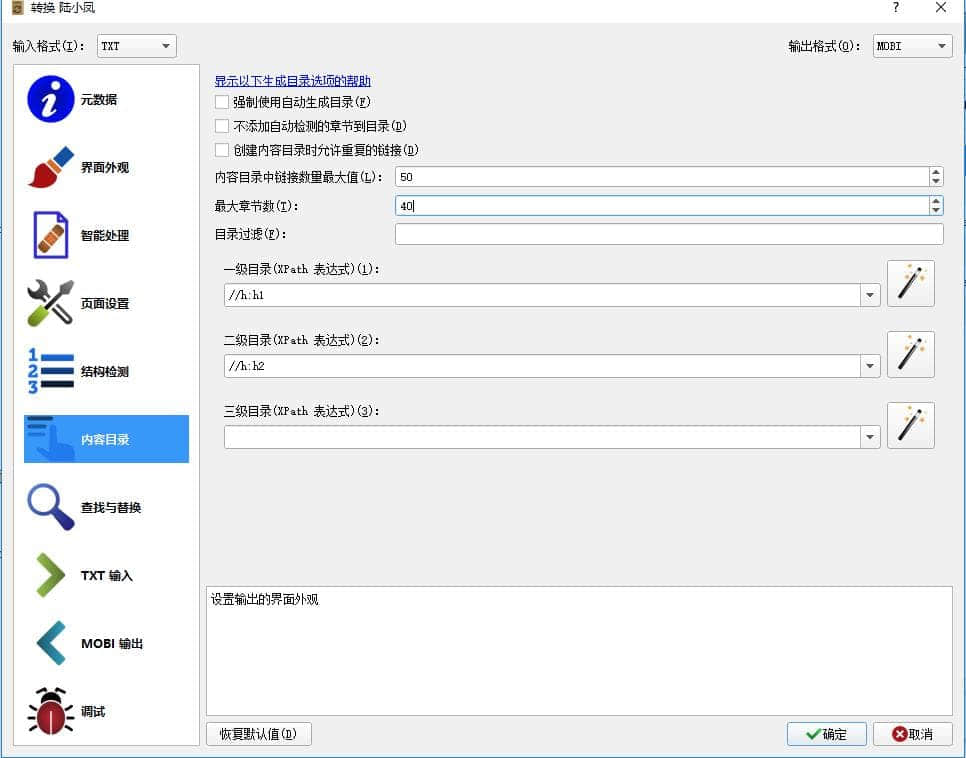 转换 陆小凤
?
输入格式(I): TXT
输出格式(O): MOBI
元数据
界面外观
智能处理
页面设置
1
2
3
结构检测
内容目录
查找与替换
TXT 输入
MOBI 输出
调试
显示以下生成目录选项的帮助
强制使用自动生成目录(F)
不添加自动检测的章节到目录(D)
创建内容目录时允许重复的链接(D)
内容目录中链接数量最大值(L): 50
最大章节数(T): 40
目录过滤(F):
一级目录(XPath 表达式)(1):
//h:h1
二级目录(XPath 表达式)(2):
//h:h2
三级目录(XPath 表达式)(3):
设置输出的界面外观
恢复默认值(D)
确定
取消